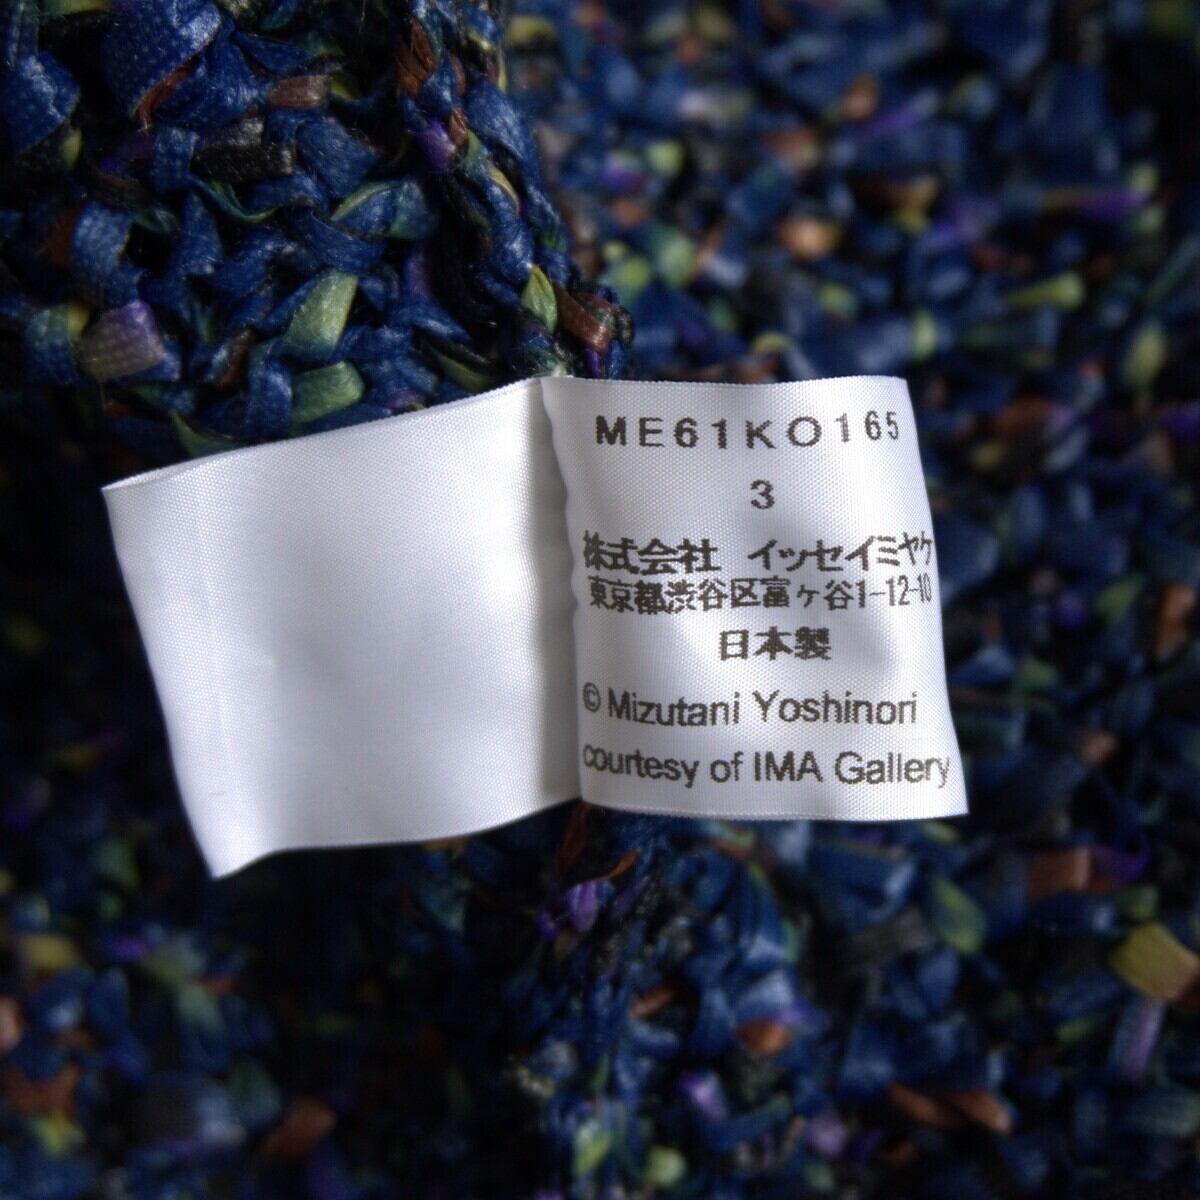 ME61KO165
3
株式会社 イッセイミヤケ
東京都渋谷区富ヶ谷1-12-10
日本製
© Mizutani Yoshinori
courtesy of IMA Gallery